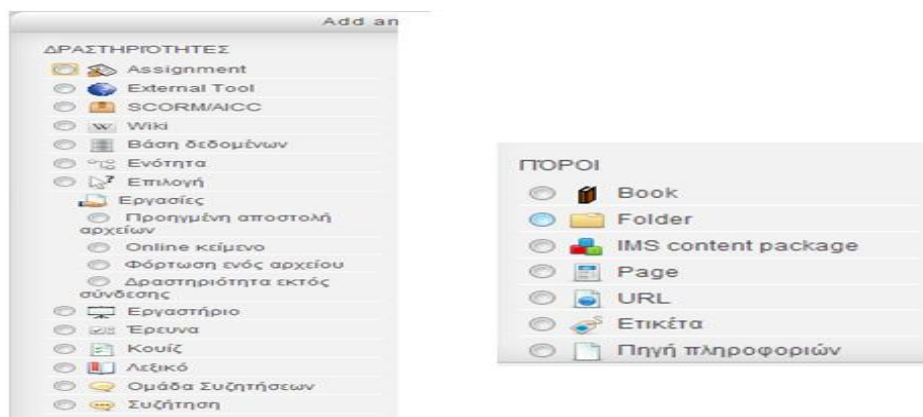 Add an
ΔΡΑΣΤΗΡΙΌΤΗΤΕΣ
Assignment
External Tool
SCORM/AICC
Wiki
Βάση δεδομένων
Ενότητα
Επιλογή
Εργασίες
Προηγμένη αποστολή
αρχείων
Online κείμενο
Φόρτωση ενός αρχείου
Δραστηριότητα εκτός
σύνδεσης
Εργαστήριο
Έρευνα
Κουίζ
Λεξικό
Ομάδα Συζητήσεων
Συζήτηση
ΠΌΡΟΙ
Book
Folder
IMS content package
Page
URL
Ετικέτα
Πηγή πληροφοριών